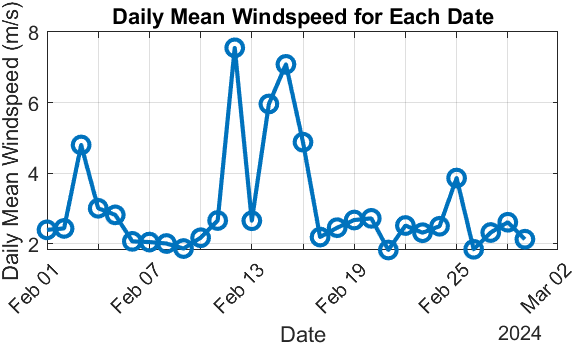 Daily Mean Windspeed for Each Date
Daily Mean Windspeed (m/s)
8
6
4
2
Feb 01
Feb 07
Feb 13
Feb 19
Feb 25
Mar 02
Date
2024